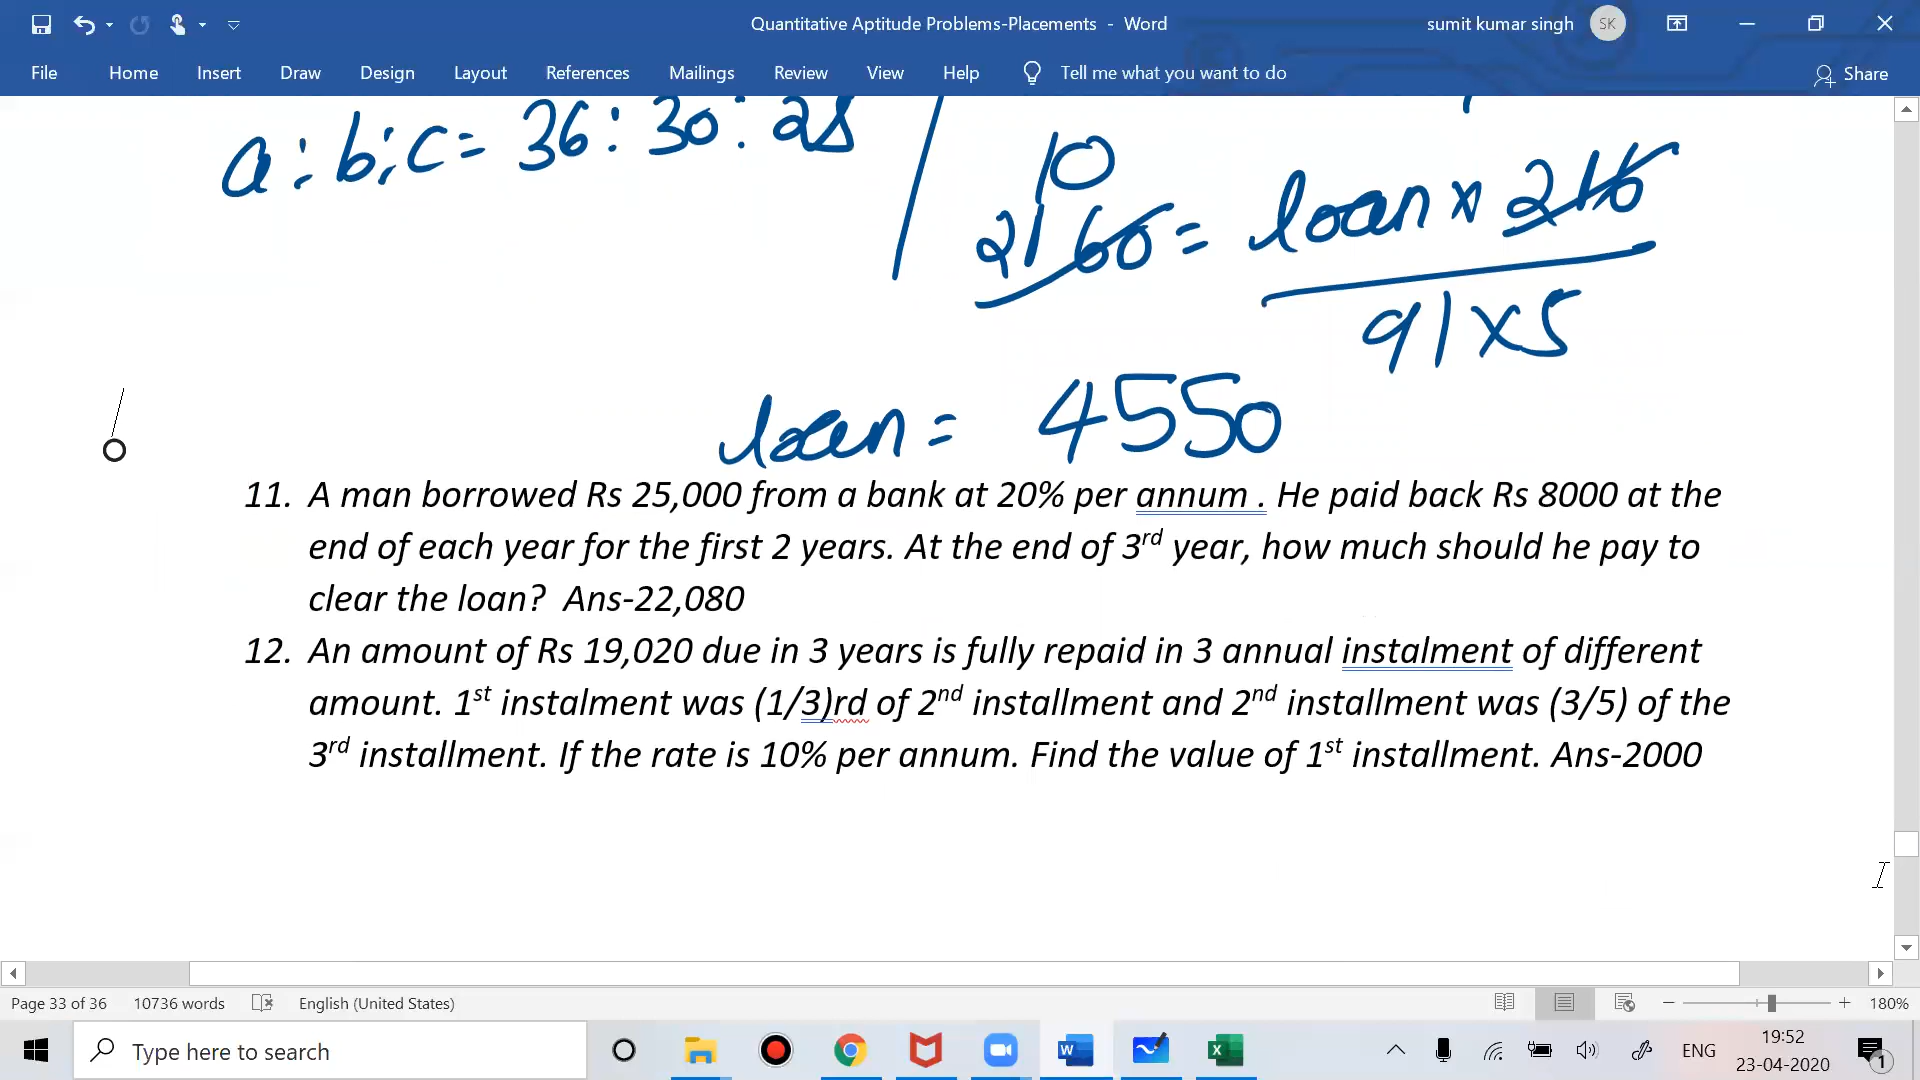 Quantitative Aptitude Problems-Placements - Word
sumit kumar singh SK
File Home Insert Draw Design Layout References Mailings Review View Help Tell me what you want to do Share
a : b : c = 36 : 30 : 25
10
2160 = loan x 216
91 x 5
loan = 4550
11. A man borrowed Rs 25,000 from a bank at 20% per annum . He paid back Rs 8000 at the
end of each year for the first 2 years. At the end of 3rd year, how much should he pay to
clear the loan? Ans-22,080
12. An amount of Rs 19,020 due in 3 years is fully repaid in 3 annual instalment of different
amount. 1st instalment was (1/3)rd of 2nd installment and 2nd installment was (3/5) of the
3rd installment. If the rate is 10% per annum. Find the value of 1st installment. Ans-2000
Page 33 of 36 10736 words English (United States) 180%
Type here to search
ENG
19:52
23-04-2020
1